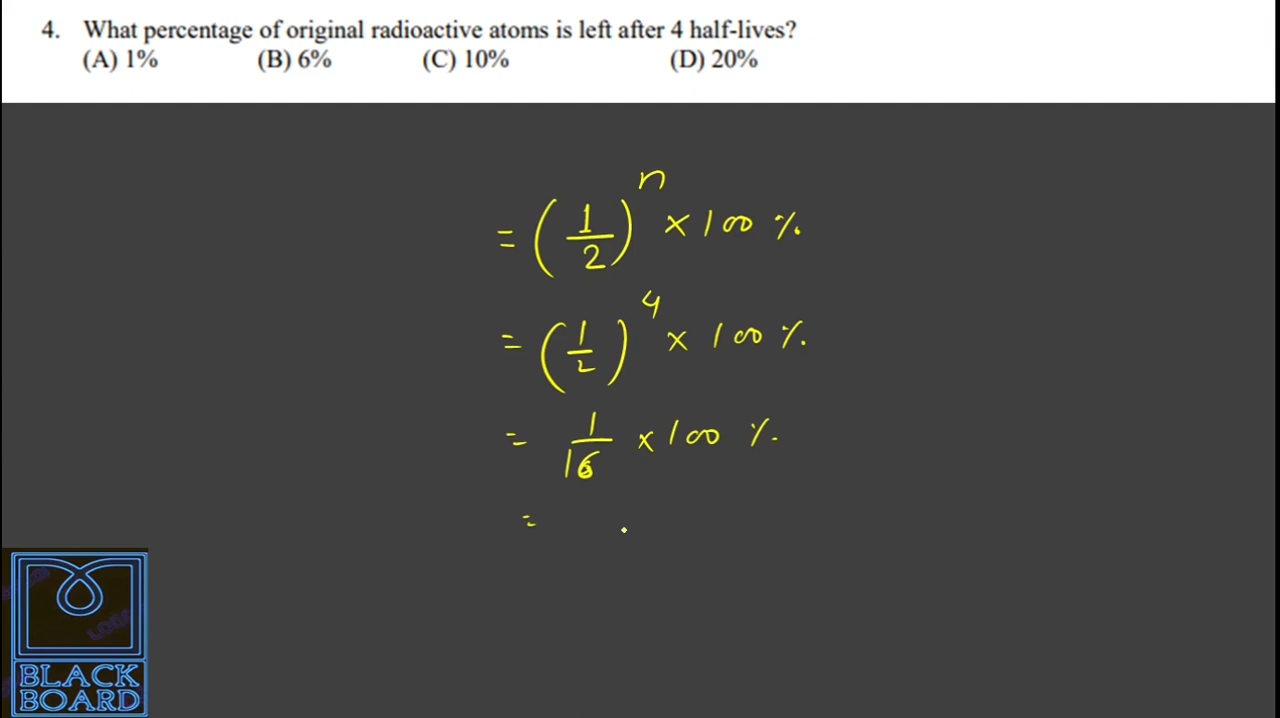 4. What percentage of original radioactive atoms is left after 4 half-lives?
(A) 1% (B) 6% (C) 10% (D) 20%
= (1/2)^n × 100 %
= (1/2)^4 × 100 %
= 1/16 × 100 %
=
BLACK
BOARD